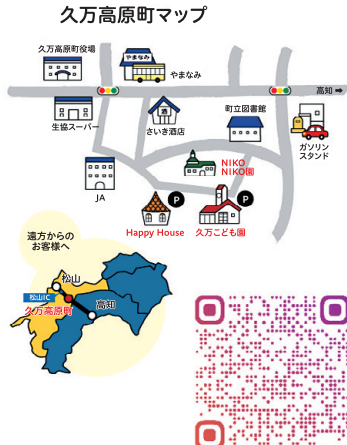 久万高原町マップ
久万高原町役場
やまなみ
やまなみ
高知
生協スーパー
さいき酒店
酒
町立図書館
ガソリン
スタンド
JA
NIKO
NIKO園
P
P
Happy House
久万こども園
遠方からの
お客様へ
松山
松山IC
久万高原町
高知